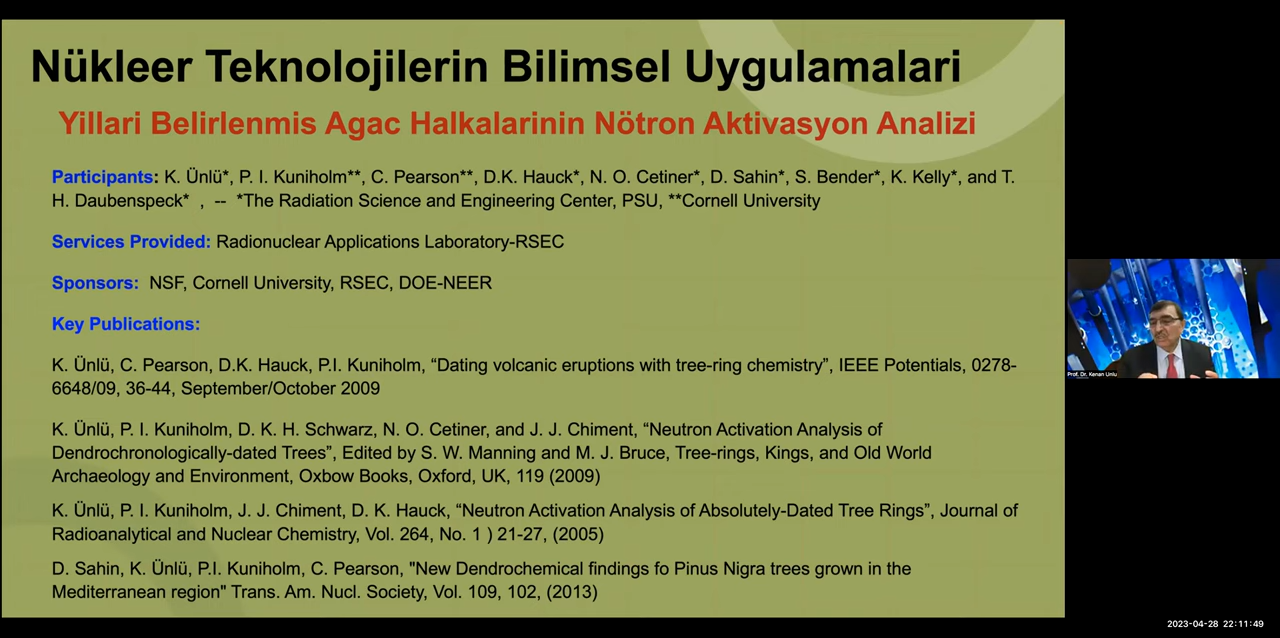 Nükleer Teknolojilerin Bilimsel Uygulamalari
Yillari Belirlenmis Agac Halkalarinin Nötron Aktivasyon Analizi
Participants: K. Ünlü*, P. I. Kuniholm**, C. Pearson**, D.K. Hauck*, N. O. Cetiner*, D. Sahin*, S. Bender*, K. Kelly*, and T.
H. Daubenspeck* , -- *The Radiation Science and Engineering Center, PSU, **Cornell University
Services Provided: Radionuclear Applications Laboratory-RSEC
Sponsors: NSF, Cornell University, RSEC, DOE-NEER
Key Publications:
K. Ünlü, C. Pearson, D.K. Hauck, P.I. Kuniholm, “Dating volcanic eruptions with tree-ring chemistry”, IEEE Potentials, 0278-
6648/09, 36-44, September/October 2009
K. Ünlü, P. I. Kuniholm, D. K. H. Schwarz, N. O. Cetiner, and J. J. Chiment, “Neutron Activation Analysis of
Dendrochronologically-dated Trees”, Edited by S. W. Manning and M. J. Bruce, Tree-rings, Kings, and Old World
Archaeology and Environment, Oxbow Books, Oxford, UK, 119 (2009)
K. Ünlü, P. I. Kuniholm, J. J. Chiment, D. K. Hauck, “Neutron Activation Analysis of Absolutely-Dated Tree Rings”, Journal of
Radioanalytical and Nuclear Chemistry, Vol. 264, No. 1 ) 21-27, (2005)
D. Sahin, K. Ünlü, P.I. Kuniholm, C. Pearson, "New Dendrochemical findings fo Pinus Nigra trees grown in the
Mediterranean region" Trans. Am. Nucl. Society, Vol. 109, 102, (2013)
Prof. Dr. Kenan Unlu
2023-04-28 22:11:49